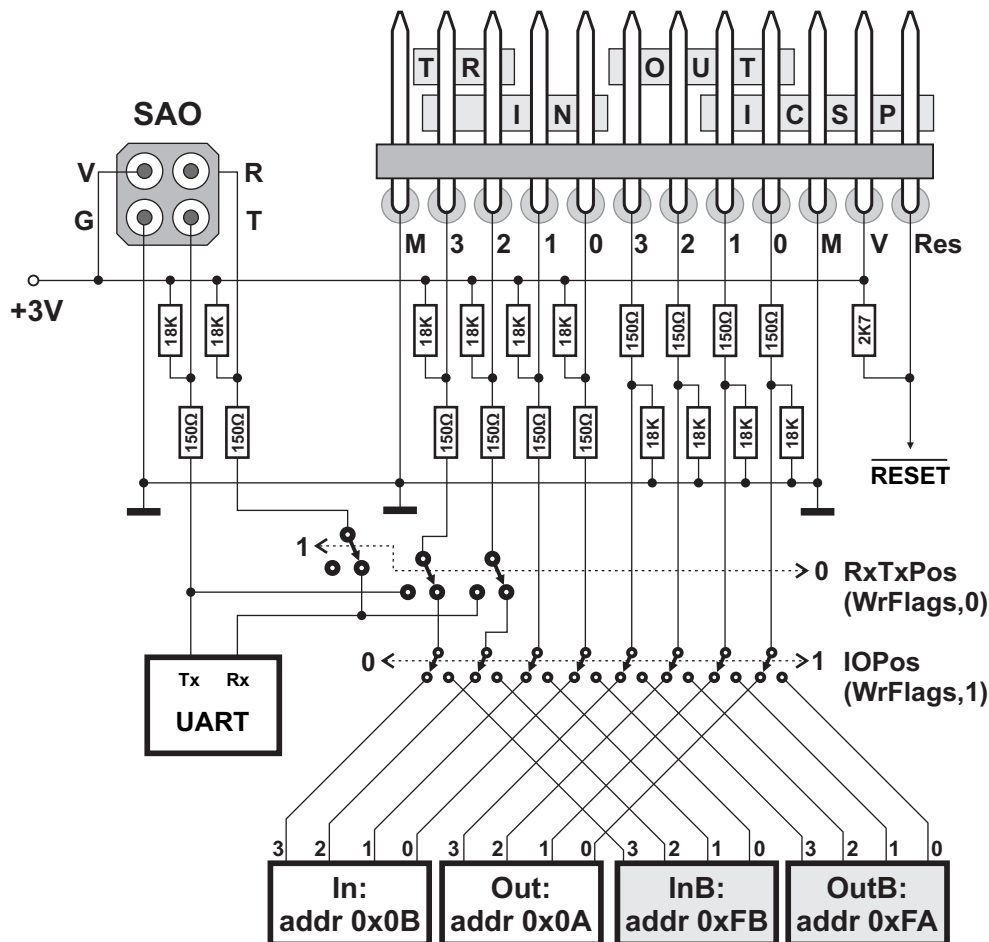 T R O U T
I N I C S P
SAO
V R
G T
M 3 2 1 0 3 2 1 0 M V Res
+3V
18K 18K 18K 18K 18K 18K 150Ω 150Ω 150Ω 150Ω 2K7
150Ω 150Ω 150Ω 150Ω 150Ω 150Ω 18K 18K 18K 18K
RESET
1 0 RxTxPos
(WrFlags,0)
0 1 IOPos
(WrFlags,1)
Tx Rx
UART
3 2 1 0 3 2 1 0 3 2 1 0 3 2 1 0
In: Out: InB: OutB:
addr 0x0B addr 0x0A addr 0xFB addr 0xFA